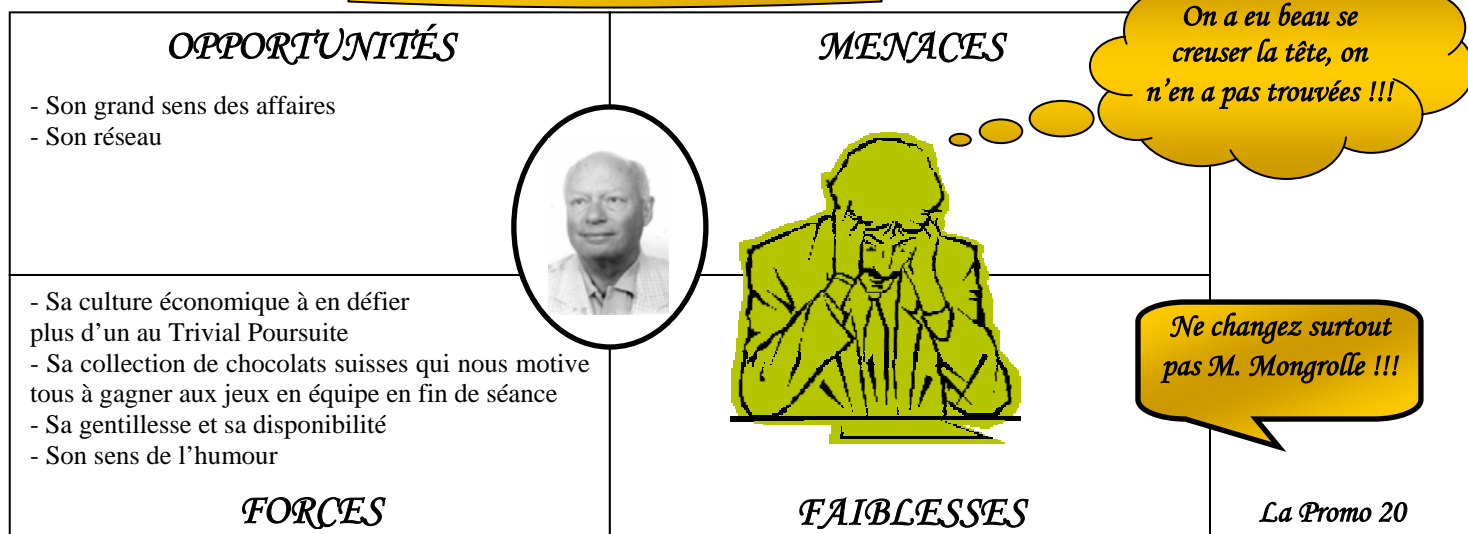 OPPORTUNITÉS
- Son grand sens des affaires
- Son réseau
MENACES
On a eu beau se
creuser la tête, on
n’en a pas trouvées !!!
- Sa culture économique à en défier
plus d’un au Trivial Poursuite
- Sa collection de chocolats suisses qui nous motive
tous à gagner aux jeux en équipe en fin de séance
- Sa gentillesse et sa disponibilité
- Son sens de l’humour
FORCES
FAIBLESSES
Ne changez surtout
pas M. Mongrolle !!!
La Promo 20